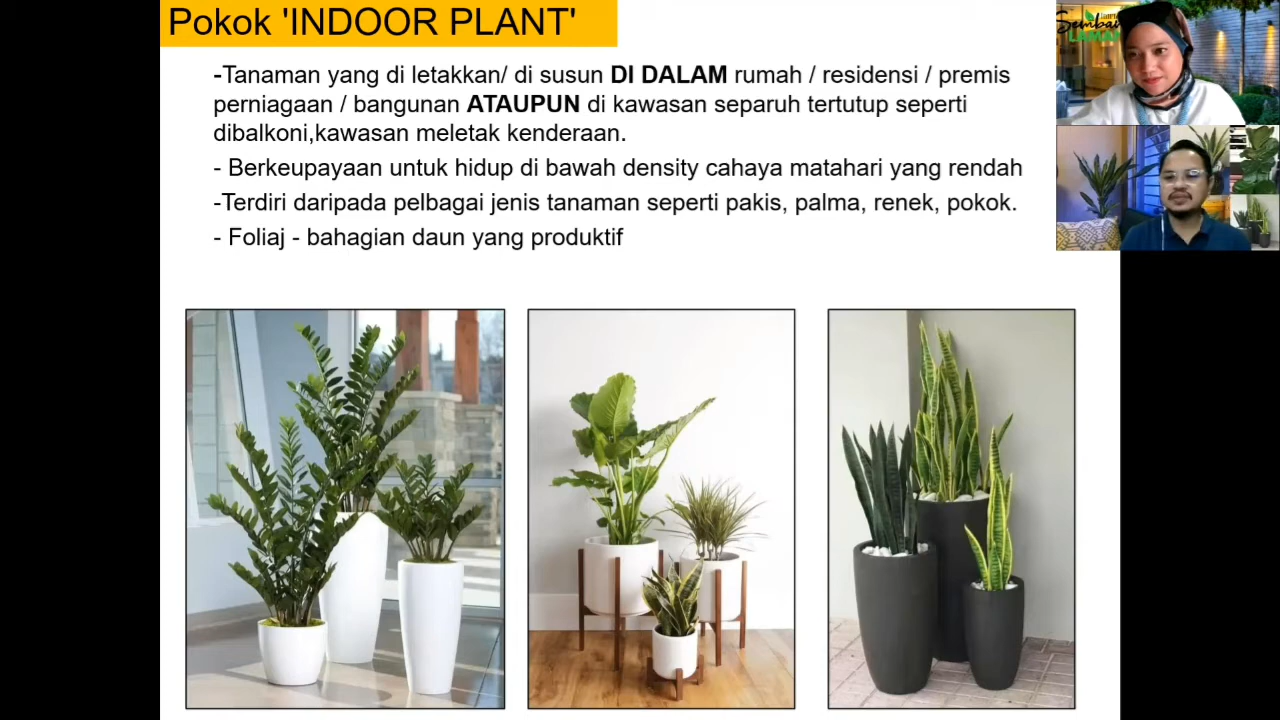 Pokok 'INDOOR PLANT'
-Tanaman yang di letakkan/ di susun DI DALAM rumah / residensi / premis
perniagaan / bangunan ATAUPUN di kawasan separuh tertutup seperti
dibalkoni,kawasan meletak kenderaan.
- Berkeupayaan untuk hidup di bawah density cahaya matahari yang rendah
-Terdiri daripada pelbagai jenis tanaman seperti pakis, palma, renek, pokok.
- Foliaj - bahagian daun yang produktif